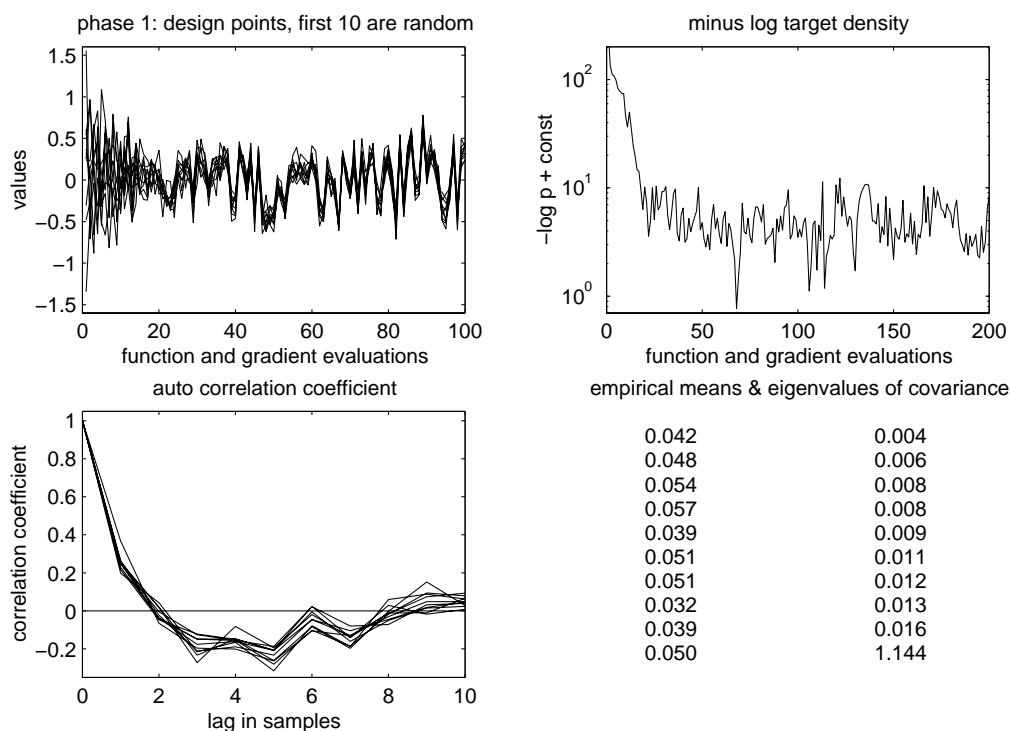 phase 1: design points, first 10 are random
1.5
1
0.5
0
−0.5
−1
−1.5
values
0 20 40 60 80 100
function and gradient evaluations
minus log target density
10^2
10^1
10^0
−log p + const
0 50 100 150 200
function and gradient evaluations
auto correlation coefficient
1
0.8
0.6
0.4
0.2
0
−0.2
correlation coefficient
0 2 4 6 8 10
lag in samples
empirical means & eigenvalues of covariance
0.042 0.004
0.048 0.006
0.054 0.008
0.057 0.008
0.039 0.009
0.051 0.011
0.051 0.012
0.032 0.013
0.039 0.016
0.050 1.144